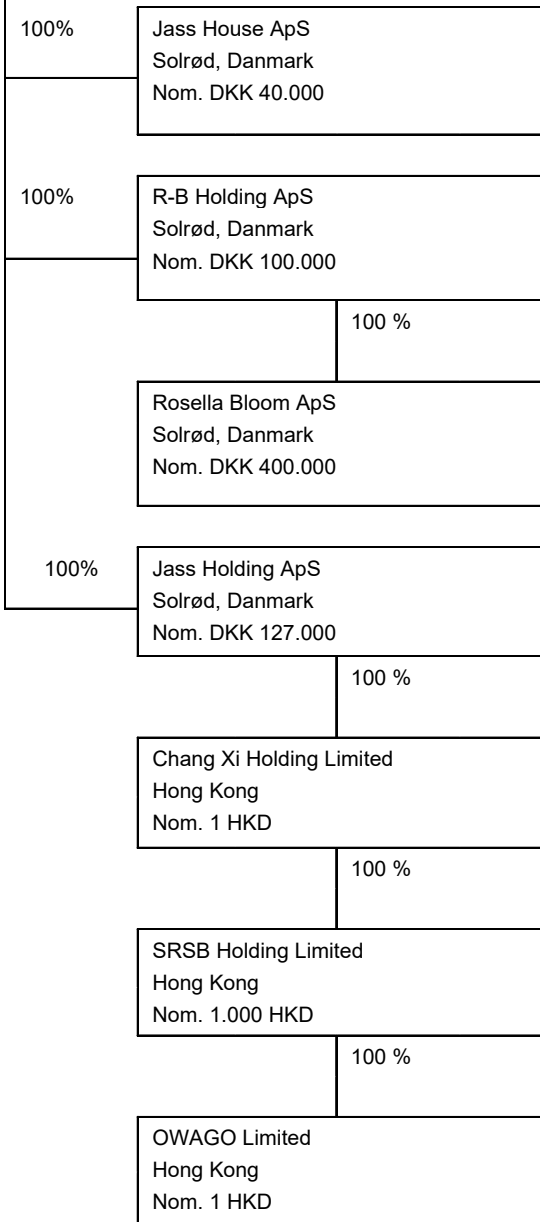 100%
Jass House ApS
Solrød, Danmark
Nom. DKK 40.000
100%
R-B Holding ApS
Solrød, Danmark
Nom. DKK 100.000
100 %
Rosella Bloom ApS
Solrød, Danmark
Nom. DKK 400.000
100%
Jass Holding ApS
Solrød, Danmark
Nom. DKK 127.000
100 %
Chang Xi Holding Limited
Hong Kong
Nom. 1 HKD
100 %
SRSB Holding Limited
Hong Kong
Nom. 1.000 HKD
100 %
OWAGO Limited
Hong Kong
Nom. 1 HKD